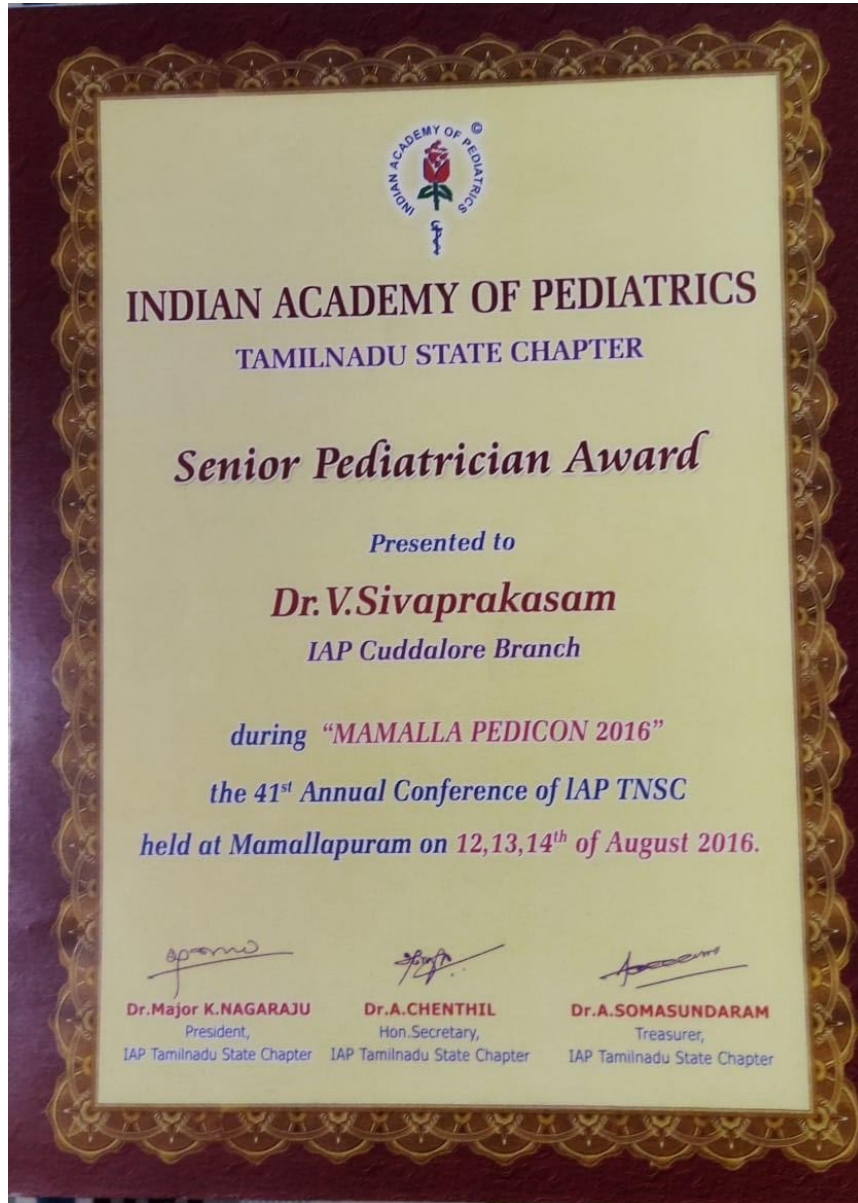 INDIAN ACADEMY OF PEDIATRICS ©
INDIAN ACADEMY OF PEDIATRICS
TAMILNADU STATE CHAPTER
Senior Pediatrician Award
Presented to
Dr.V.Sivaprakasam
IAP Cuddalore Branch
during “MAMALLA PEDICON 2016”
the 41st Annual Conference of IAP TNSC
held at Mamallapuram on 12,13,14th of August 2016.
Dr.Major K.NAGARAJU Dr.A.CHENTHIL Dr.A.SOMASUNDARAM
President, Hon.Secretary, Treasurer,
IAP Tamilnadu State Chapter IAP Tamilnadu State Chapter IAP Tamilnadu State Chapter